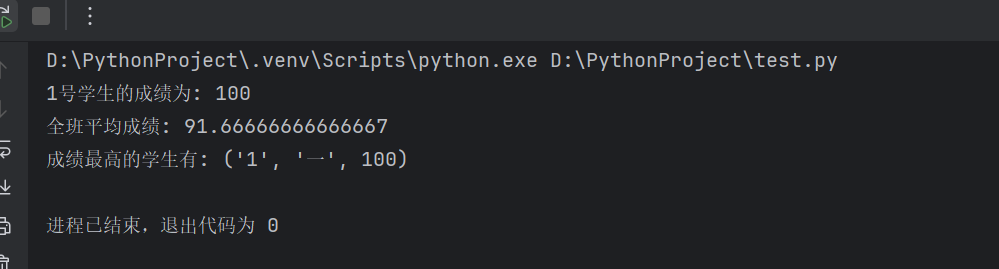 D:\PythonProject\.venv\Scripts\python.exe D:\PythonProject\test.py
1号学生的成绩为: 100
全班平均成绩: 91.66666666666667
成绩最高的学生有: ('1', '一', 100)
进程已结束，退出代码为 0